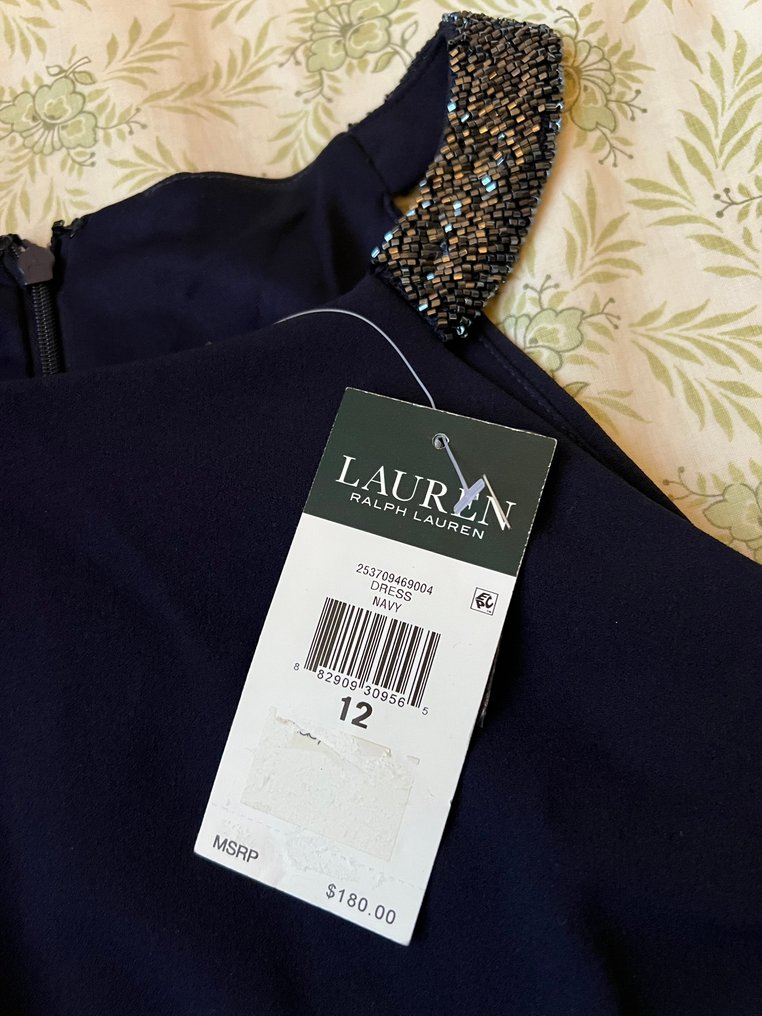 LAUREN
RALPH LAUREN
253709469004
DRESS
NAVY
8 82909 30956 5
12
MSRP
$180.00